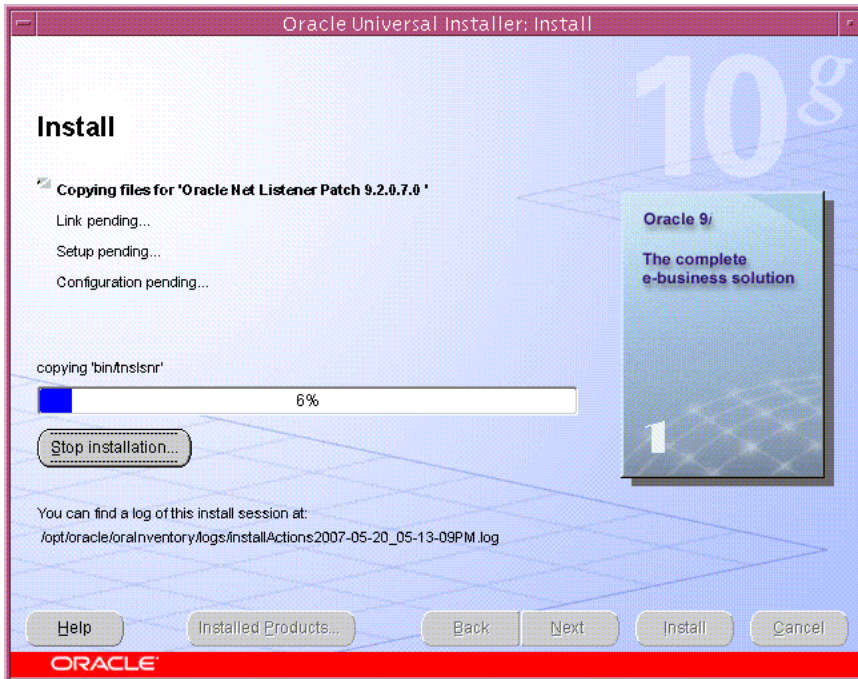 Oracle Universal Installer: Install
10g
Install
Copying files for 'Oracle Net Listener Patch 9.2.0.7.0 '
Link pending...
Setup pending...
Configuration pending...
Oracle 9i
The complete
e-business solution
1
copying 'bin/tnslsnr'
6%
Stop installation...
You can find a log of this install session at:
/opt/oracle/oraInventory/logs/installActions2007-05-20_05-13-09PM.log
Help
Installed Products...
Back
Next
Install
Cancel
ORACLE